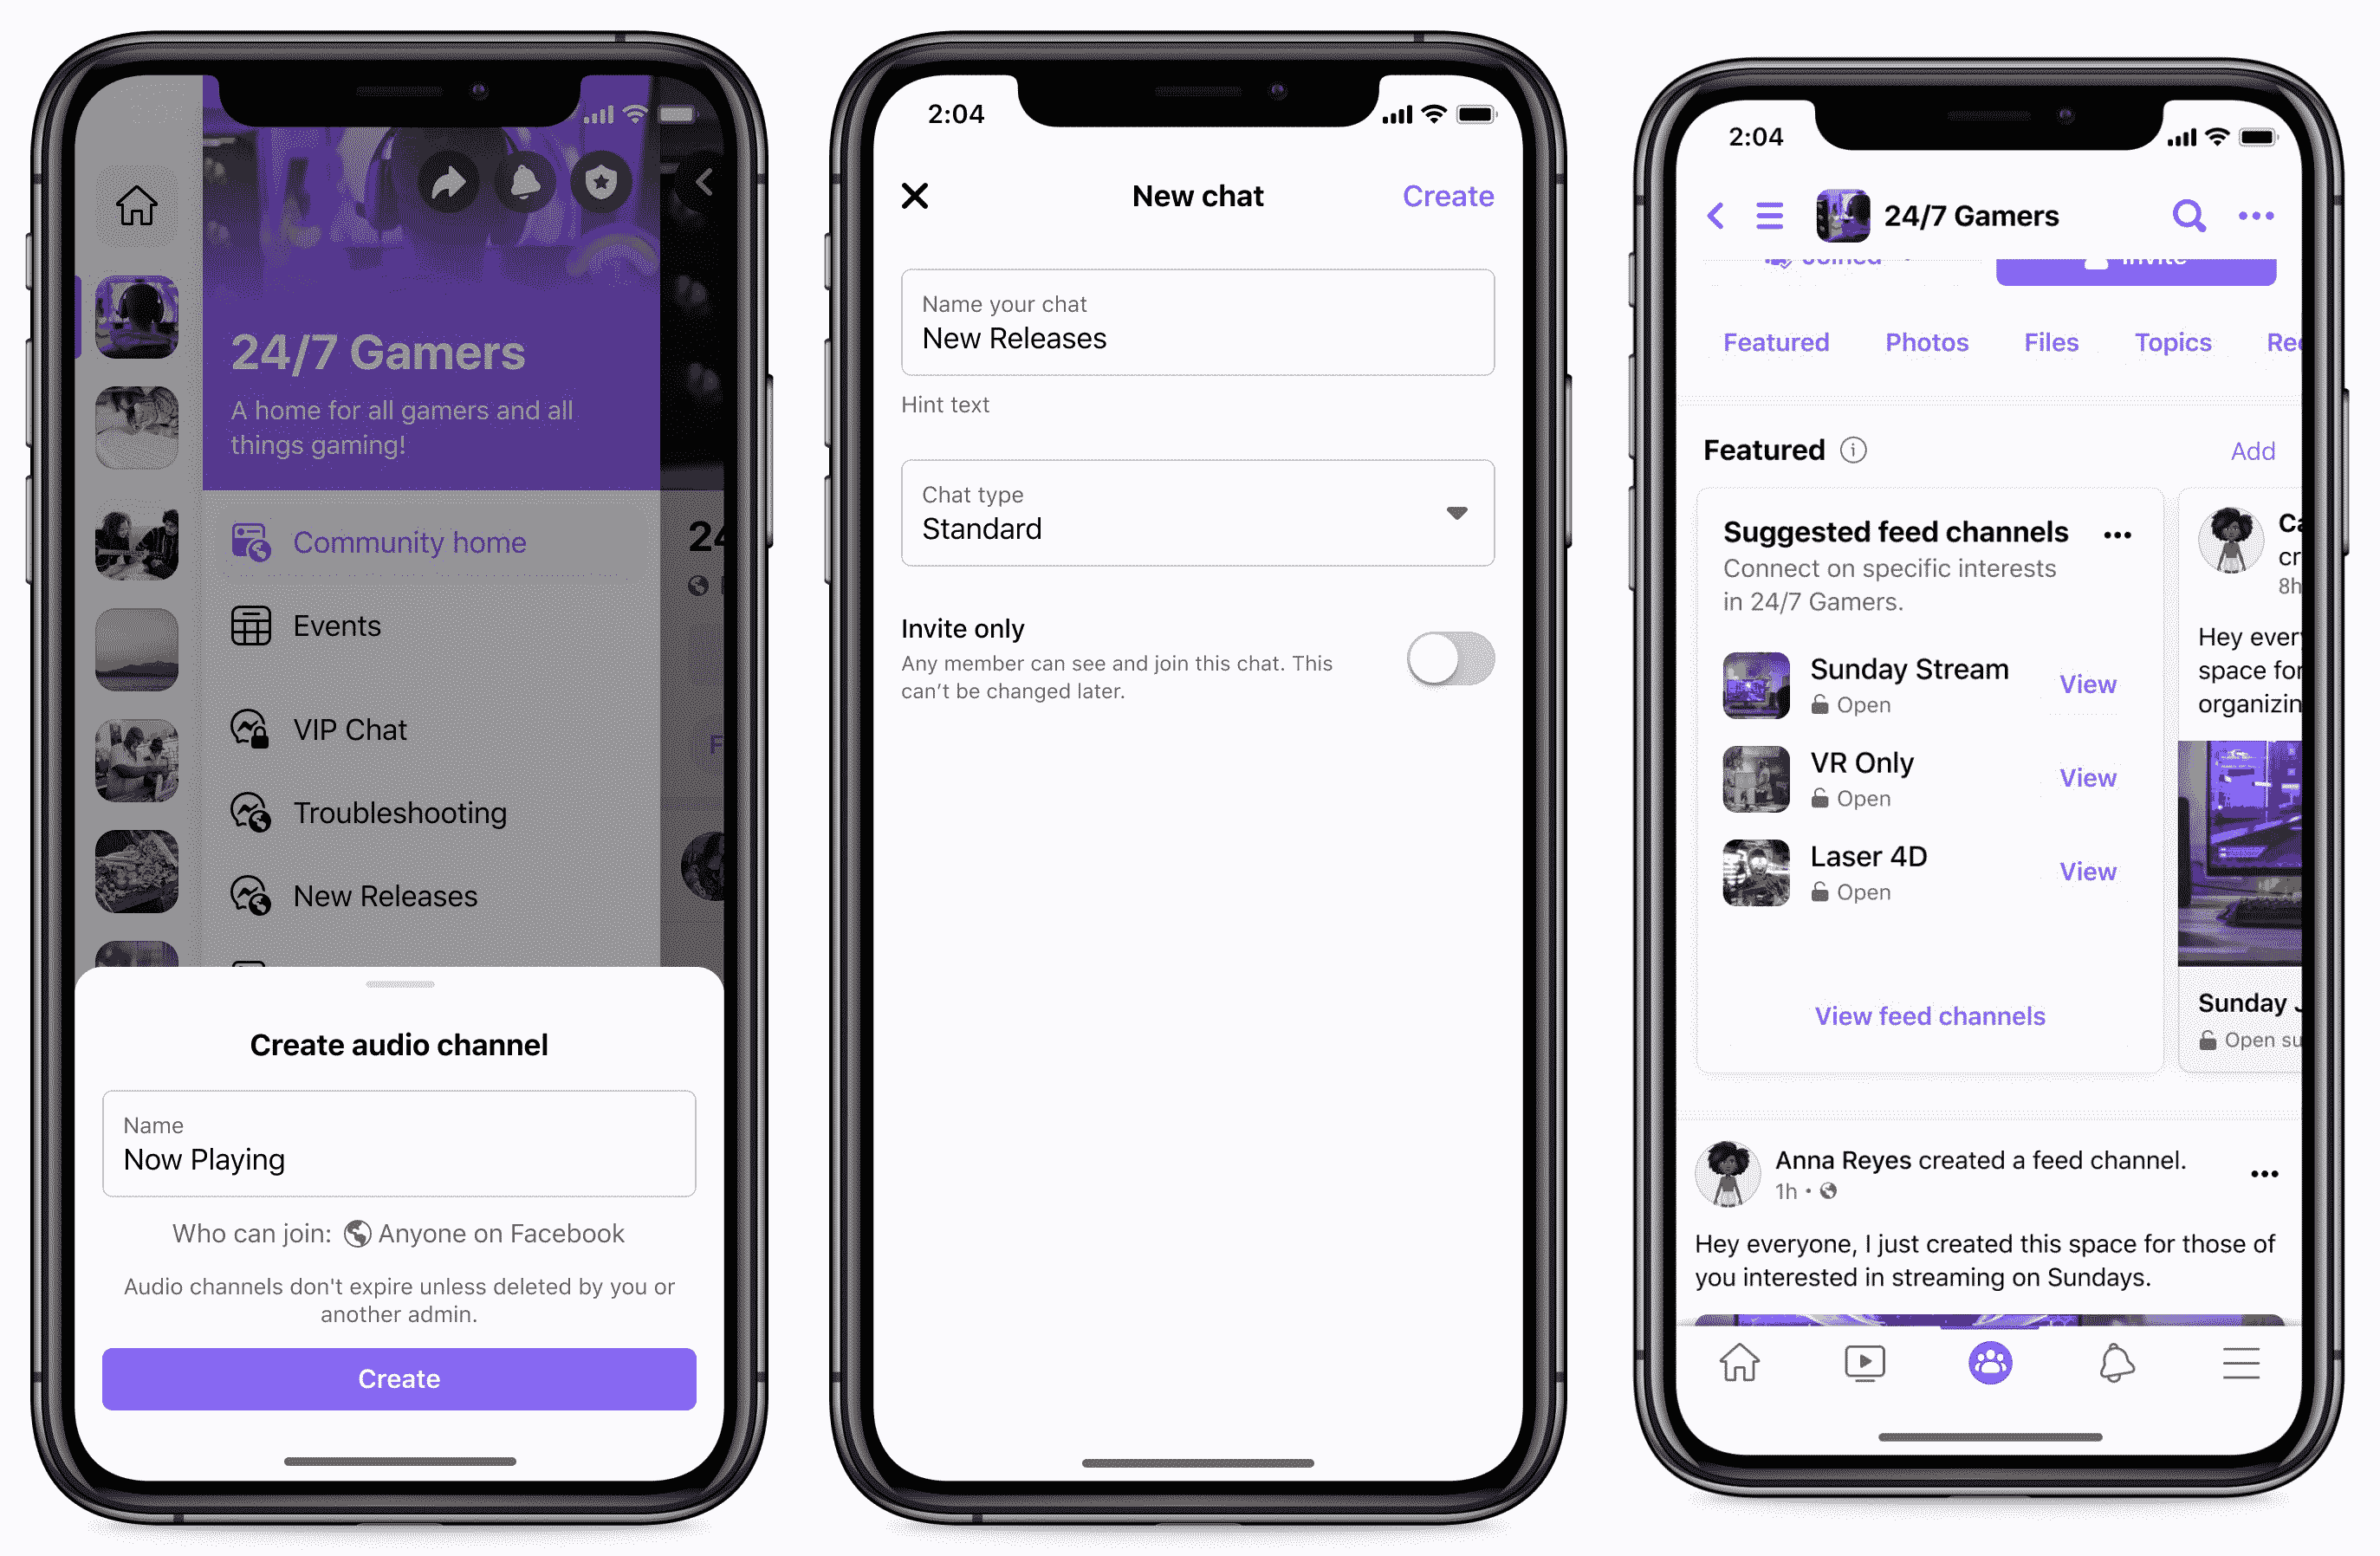 24/7 Gamers
A home for all gamers and all
things gaming!
Community home
Events
VIP Chat
Troubleshooting
New Releases
24
F
Create audio channel
Name
Now Playing
Who can join: Anyone on Facebook
Audio channels don't expire unless deleted by you or
another admin.
Create
2:04
New chat
Create
Name your chat
New Releases
Hint text
Chat type
Standard
Invite only
Any member can see and join this chat. This
can’t be changed later.
2:04
24/7 Gamers
Joined
Invite
Featured
Photos
Files
Topics
Featured
Add
Suggested feed channels
Connect on specific interests
in 24/7 Gamers.
Sunday Stream
Open
View
VR Only
Open
View
Laser 4D
Open
View
View feed channels
8h
Hey
space for
Sunday
Open
Anna Reyes created a feed channel.
1h •
Hey everyone, I just created this space for those of
you interested in streaming on Sundays.